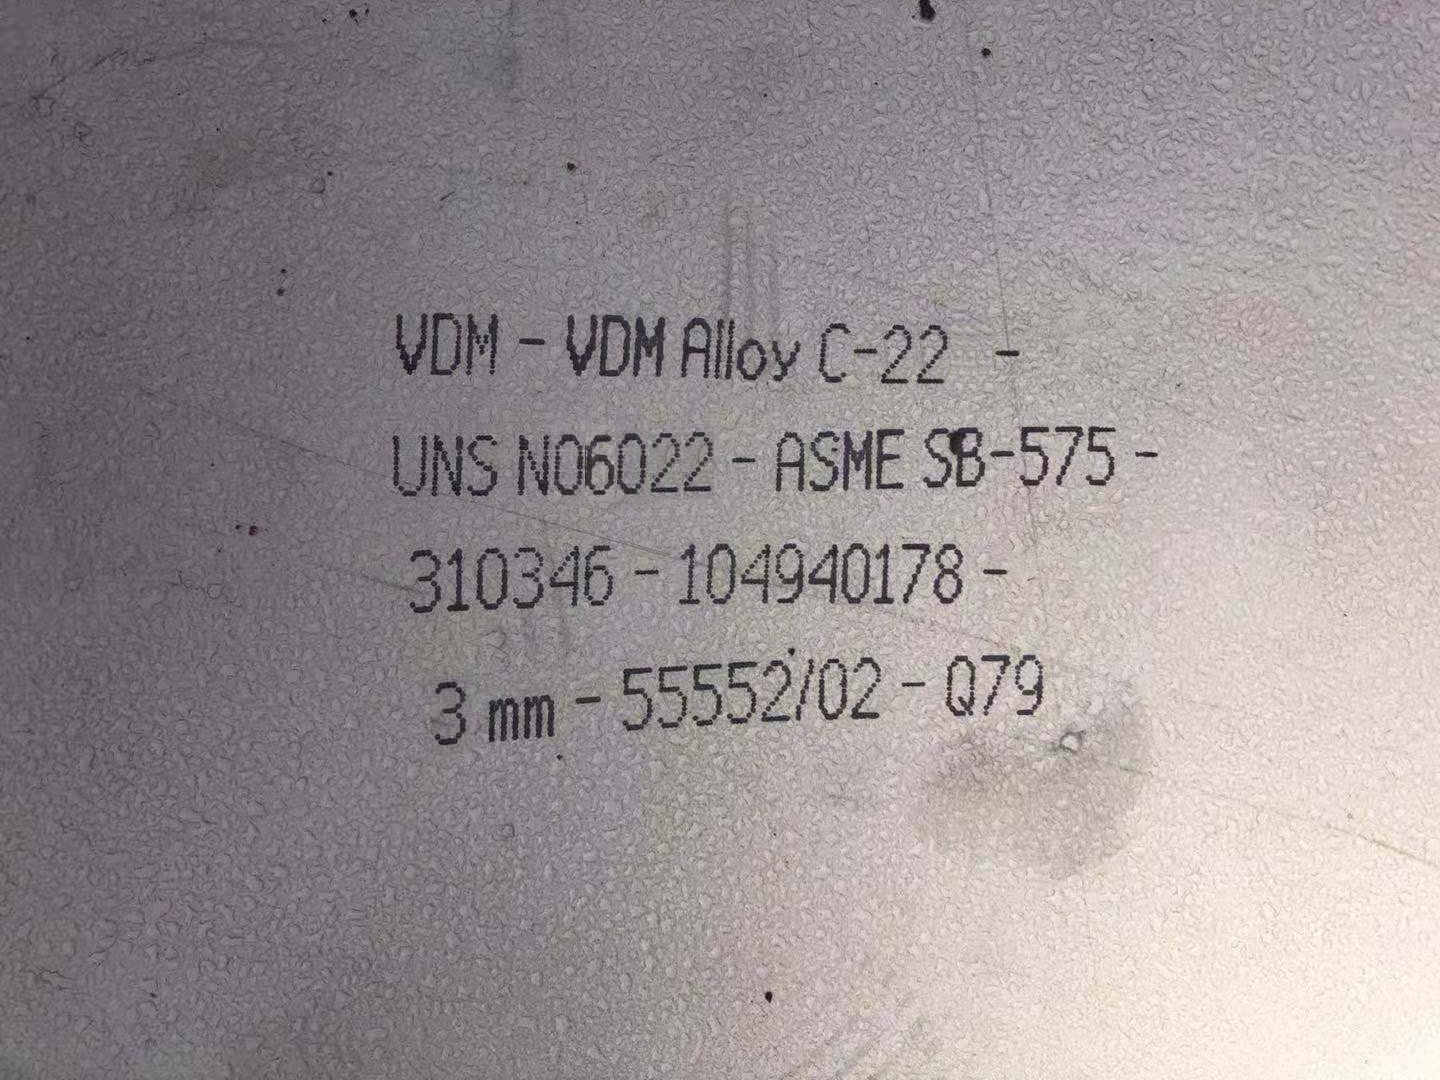 VDM - VDM Alloy C-22 -
UNS N06022 - ASME SB-575 -
310346 - 104940178 -
3 mm - 55552/02 - Q79